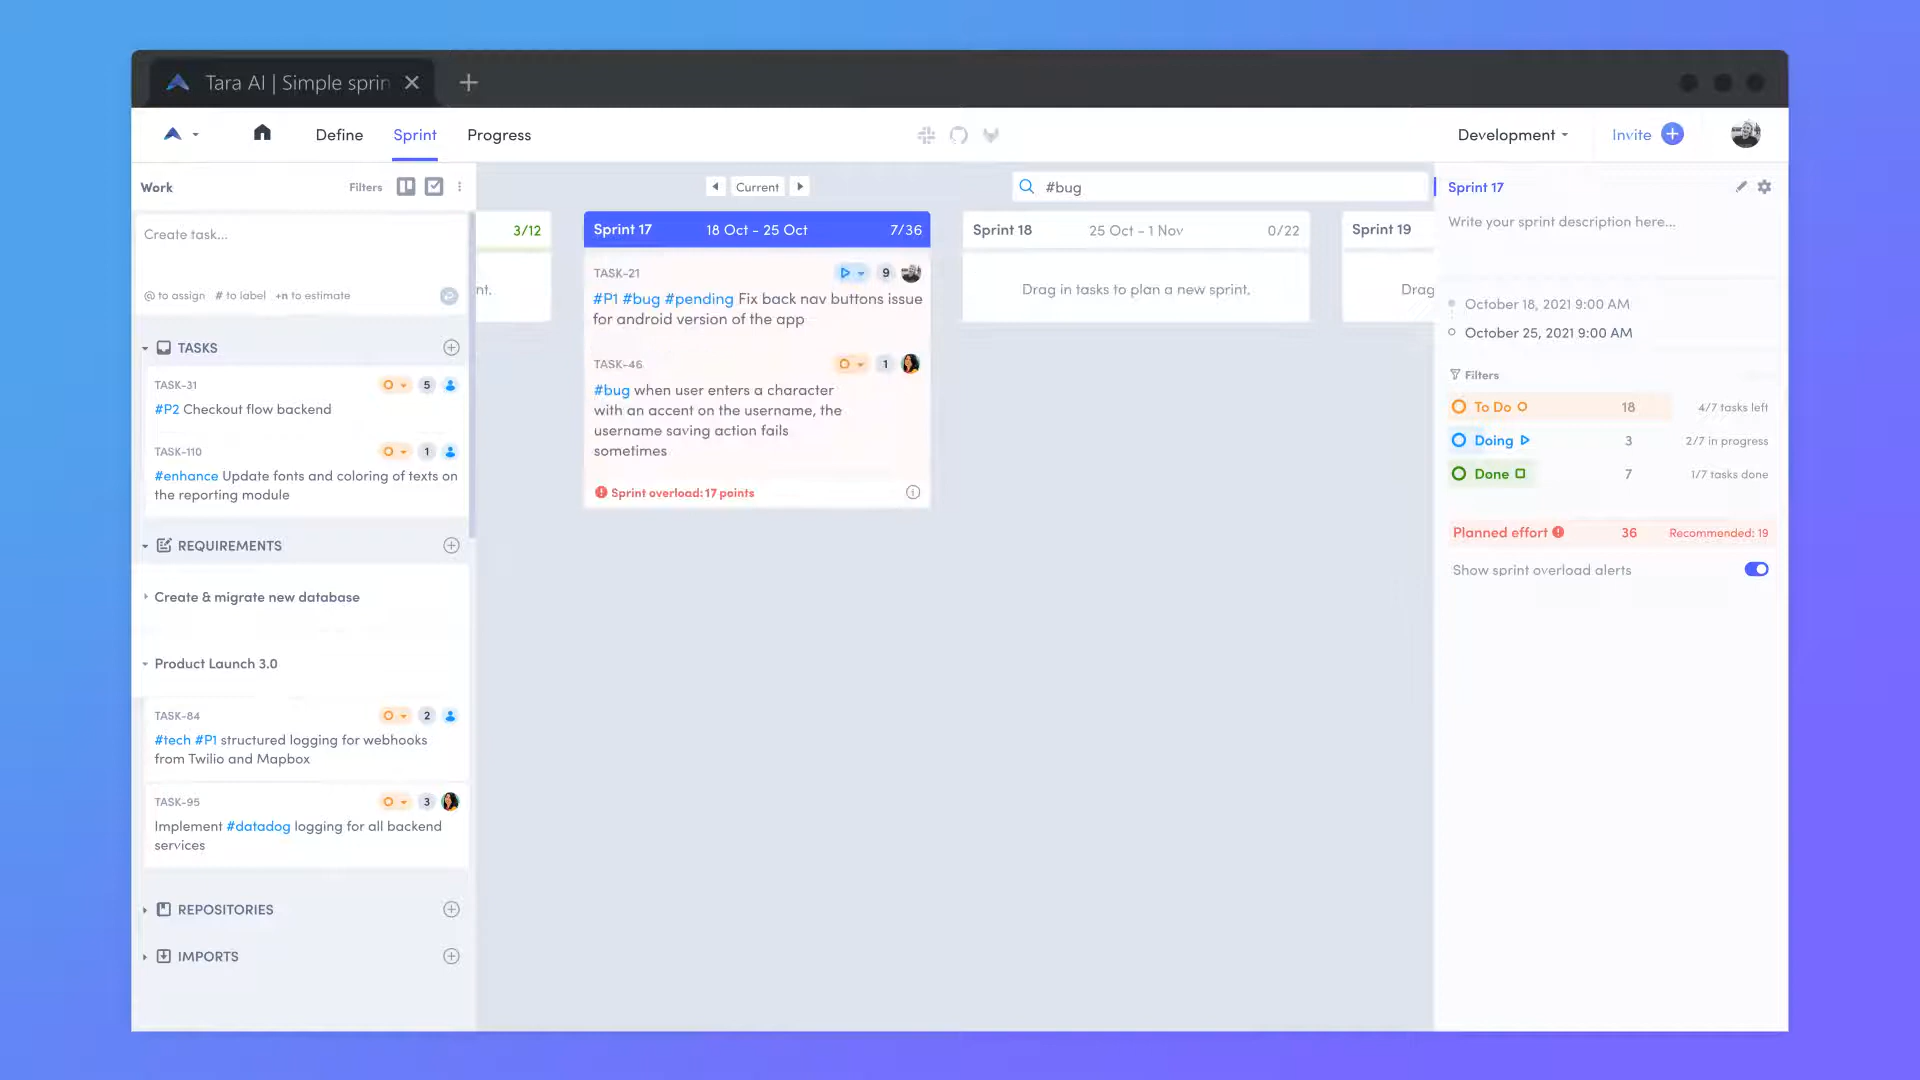 Tara AI | Simple sprin
Define
Sprint
Progress
Development
Invite
Work
Filters
Create task...
@ to assign # to label +n to estimate
TASKS
TASK-31
5
#P2 Checkout flow backend
TASK-110
1
#enhance Update fonts and coloring of texts on
the reporting module
REQUIREMENTS
Create & migrate new database
Product Launch 3.0
TASK-84
2
#tech #P1 structured logging for webhooks
from Twilio and Mapbox
TASK-95
3
Implement #datadog logging for all backend
services
REPOSITORIES
IMPORTS
Current
#bug
3/12
nt.
Sprint 17 18 Oct - 25 Oct 7/36
TASK-21
9
#P1 #bug #pending Fix back nav buttons issue
for android version of the app
TASK-46
1
#bug when user enters a character
with an accent on the username, the
username saving action fails
sometimes
Sprint overload: 17 points
Sprint 18 25 Oct - 1 Nov 0/22
Drag in tasks to plan a new sprint.
Sprint 19
Drag
Sprint 17
Write your sprint description here...
October 18, 2021 9:00 AM
October 25, 2021 9:00 AM
Filters
To Do 18 4/7 tasks left
Doing 3 2/7 in progress
Done 7 1/7 tasks done
Planned effort 36 Recommended: 19
Show sprint overload alerts